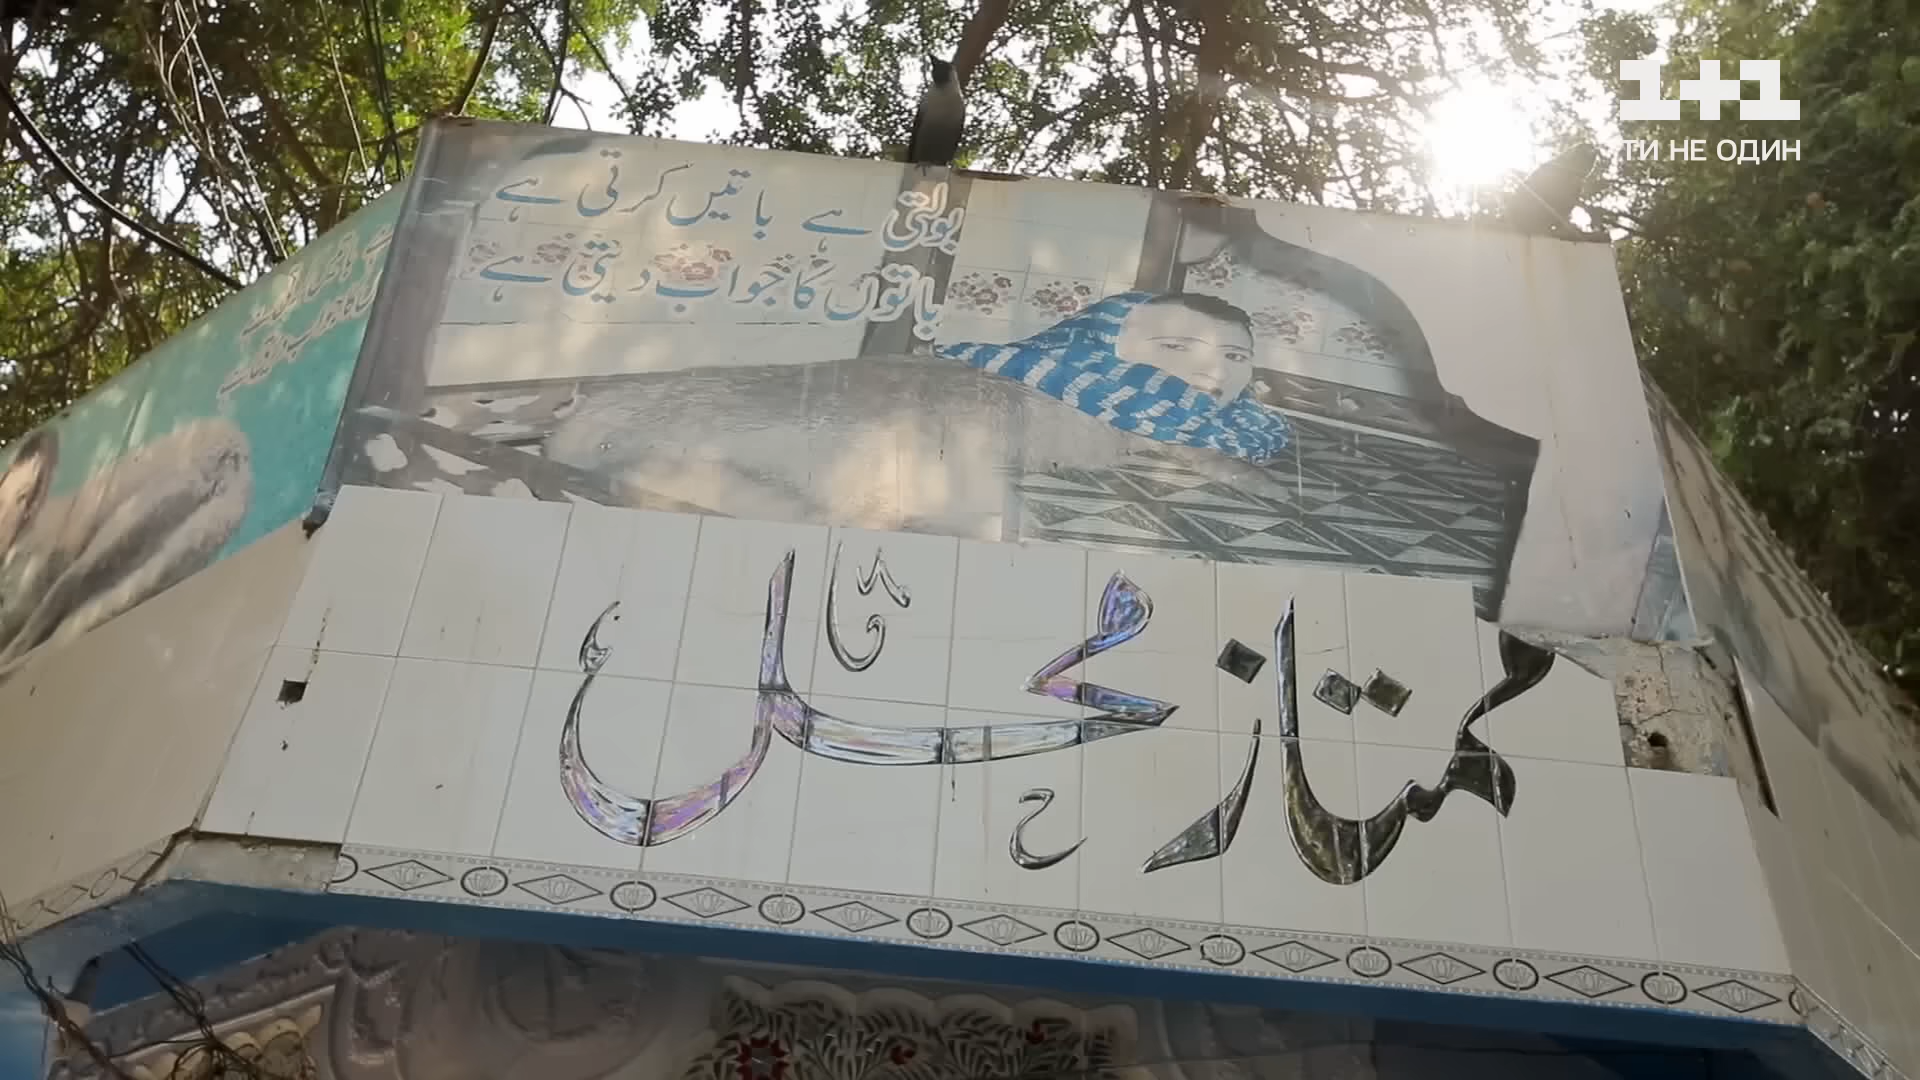 1+1
ТИ НЕ ОДИН
بولتی ہے باتیں کرتی ہے
باتوں کا جواب دیتی ہے
ممتاز محل